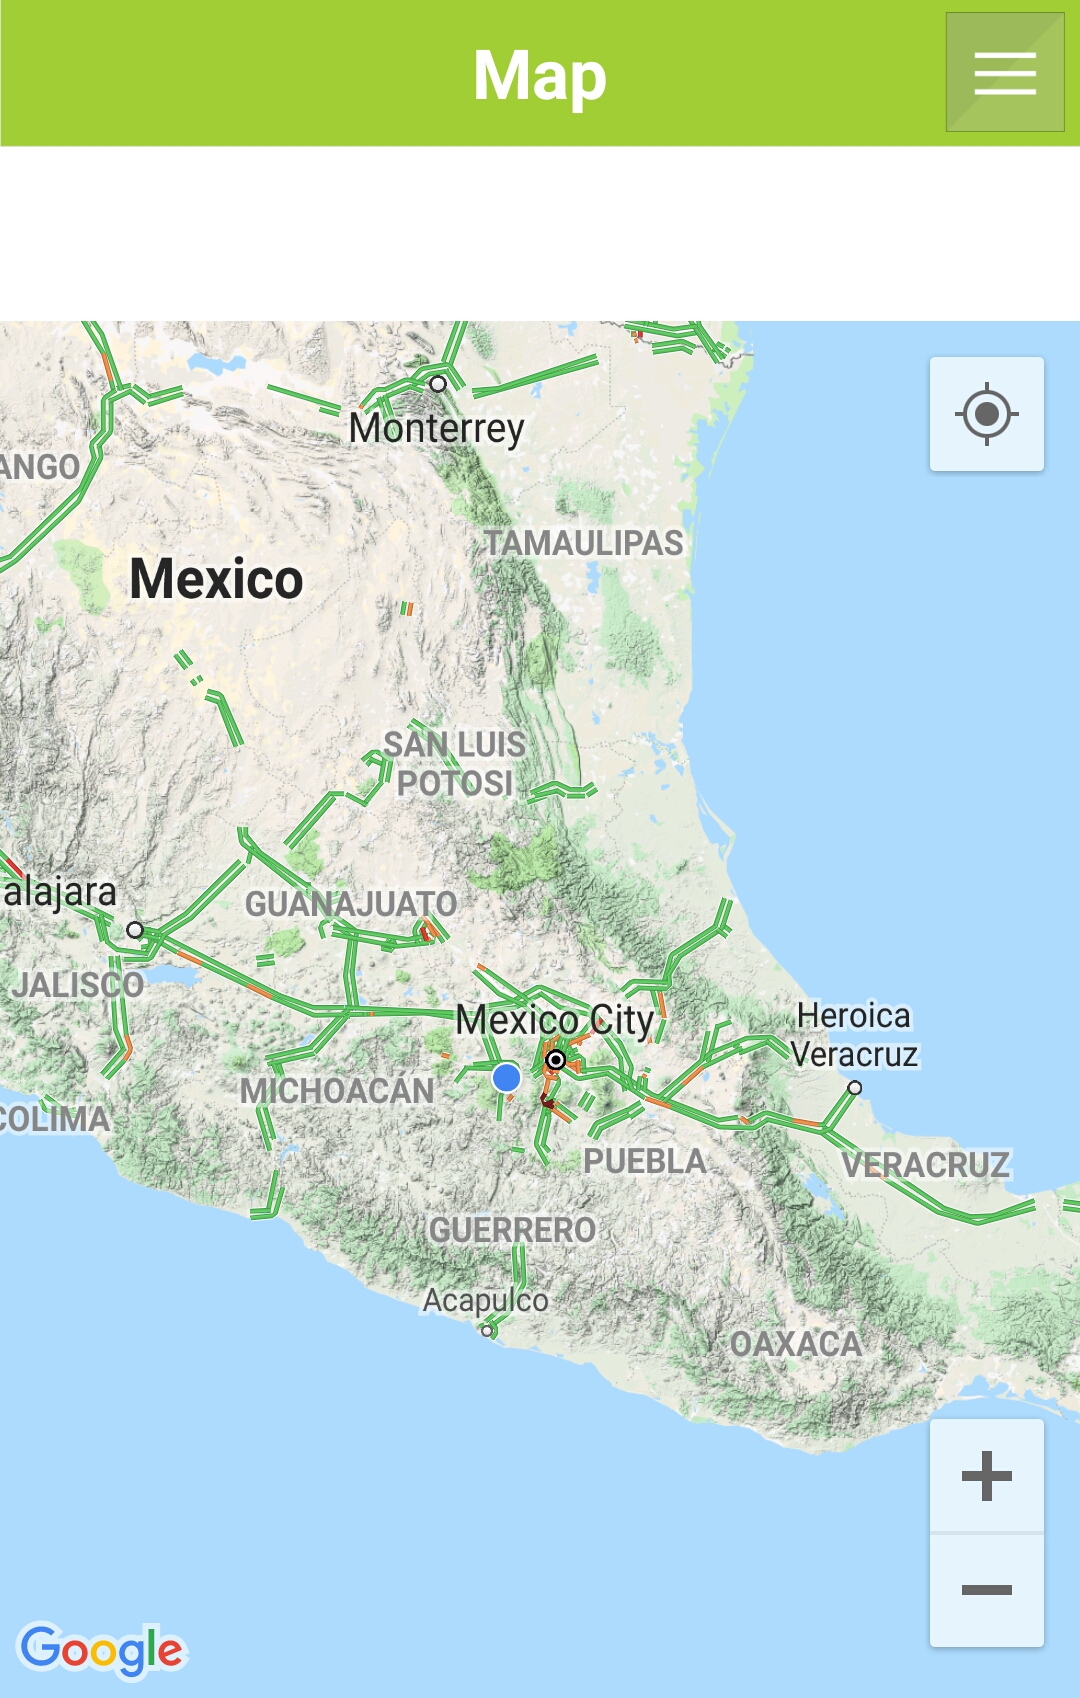 Map
Monterrey
ANGO
TAMAULIPAS
Mexico
SAN LUIS
POTOSI
alajara
GUANAJUATO
JALISCO
Mexico City
Heroica
Veracruz
MICHOACÁN
COLIMA
PUEBLA
VERACRUZ
GUERRERO
Acapulco
OAXACA
Google